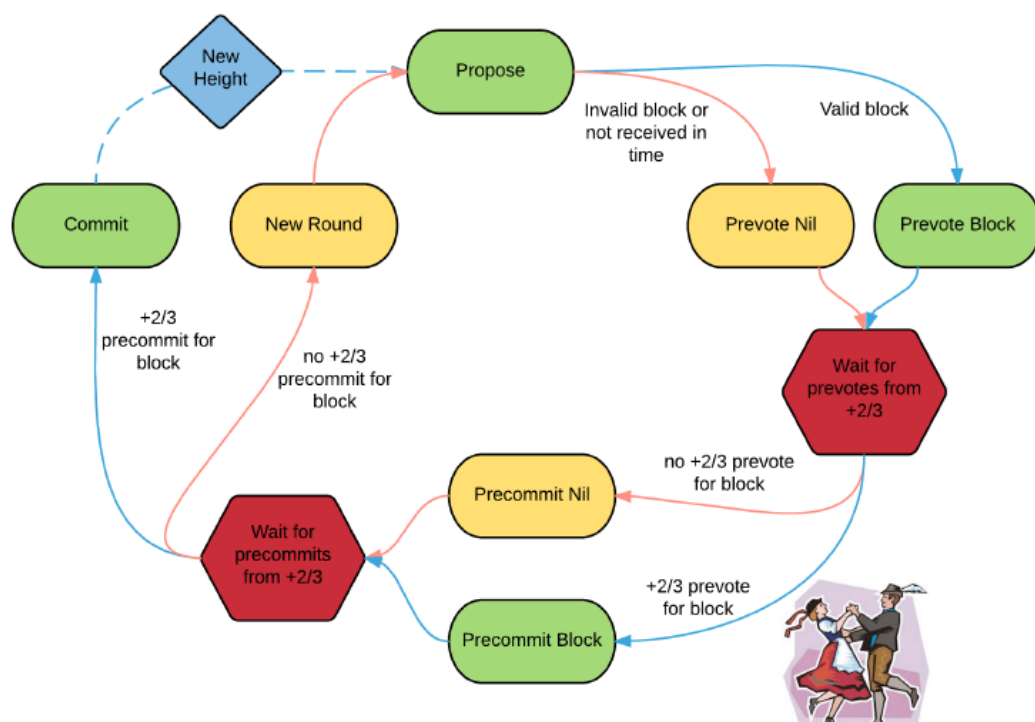 New
Height
Propose
Invalid block or
not received in
time
Valid block
Commit
New Round
Prevote Nil
Prevote Block
+2/3
precommit for
block
no +2/3
precommit for
block
Wait for
prevotes from
+2/3
no +2/3 prevote
for block
Precommit Nil
Wait for
precommits
from +2/3
+2/3 prevote
for block
Precommit Block